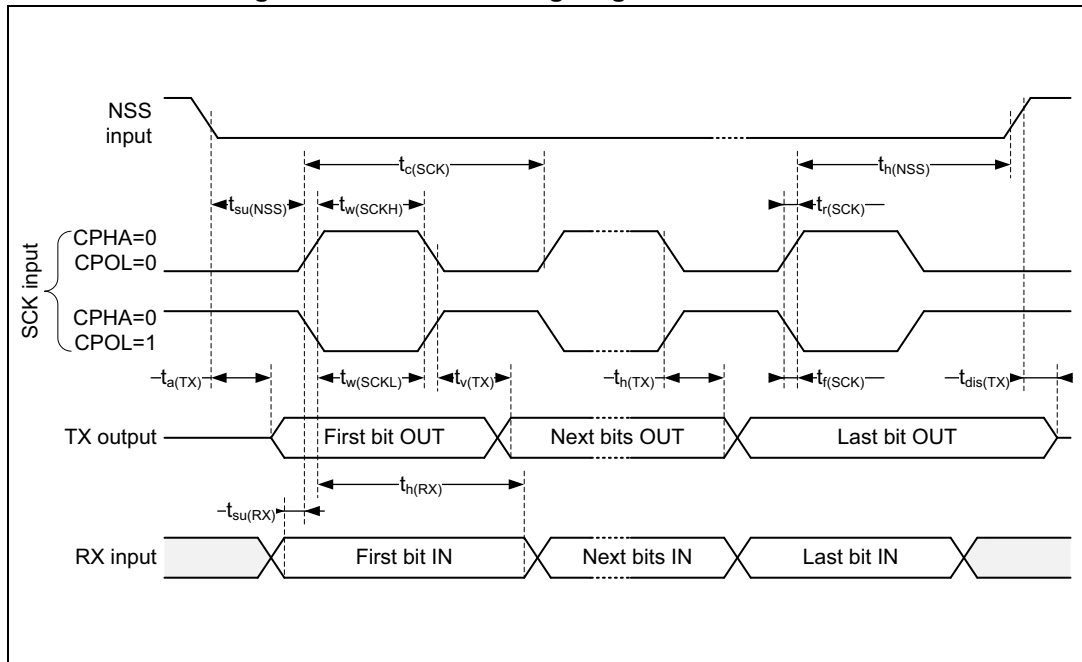 NSS
input
tc(SCK)
th(NSS)
tsu(NSS)
tw(SCKH)
tr(SCK)
SCK input
CPHA=0
CPOL=0
CPHA=0
CPOL=1
ta(TX)
tw(SCKL)
tv(TX)
th(TX)
tf(SCK)
tdis(TX)
TX output
First bit OUT
Next bits OUT
Last bit OUT
th(RX)
tsu(RX)
RX input
First bit IN
Next bits IN
Last bit IN